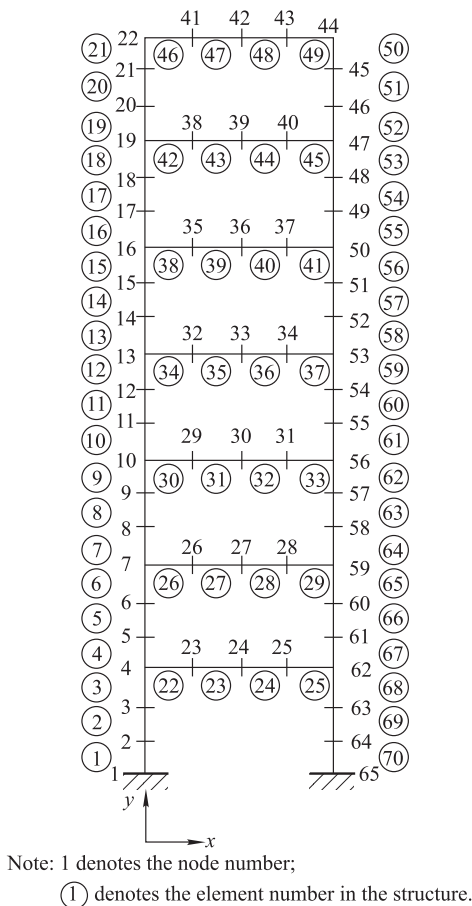 41 42 43
21 22 44 50
46 47 48 49
21 45
20 51
20 46
19 38 39 40 52
19 47
18 42 43 44 45 53
18 48
17 54
17 49
16 35 36 37 55
16 50
15 38 39 40 41 56
15 51
14 57
14 52
13 32 33 34 58
13 53
12 34 35 36 37 59
12 54
11 60
11 55
10 29 30 31 61
10 56
9 30 31 32 33 62
9 57
8 63
8 58
7 26 27 28 64
7 59
6 26 27 28 29 65
6 60
5 66
5 61
4 23 24 25 67
4 62
3 22 23 24 25 68
3 63
2 69
2 64
1 70
1 65
y
x
Note: 1 denotes the node number;
1 denotes the element number in the structure.